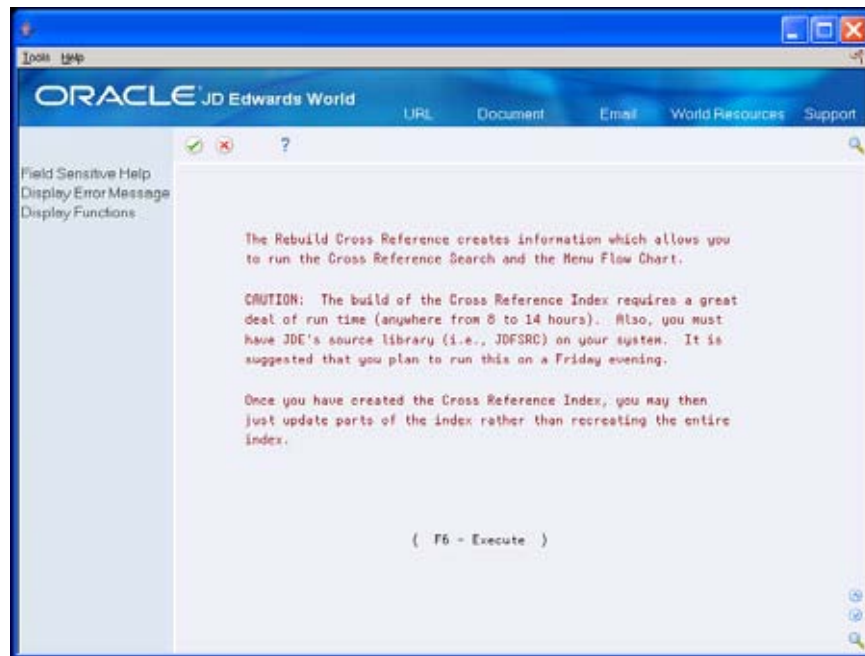 Tools Help
ORACLE JD Edwards World
URL Document Email World Resources Support
?
Field Sensitive Help
Display Error Message
Display Functions
The Rebuild Cross Reference creates information which allows you
to run the Cross Reference Search and the Menu Flow Chart.
CAUTION: The build of the Cross Reference Index requires a great
deal of run time (anywhere from 8 to 14 hours). Also, you must
have JDE's source library (i.e., JDFSRC) on your system. It is
suggested that you plan to run this on a Friday evening.
Once you have created the Cross Reference Index, you may then
just update parts of the index rather than recreating the entire
index.
( F6 - Execute )